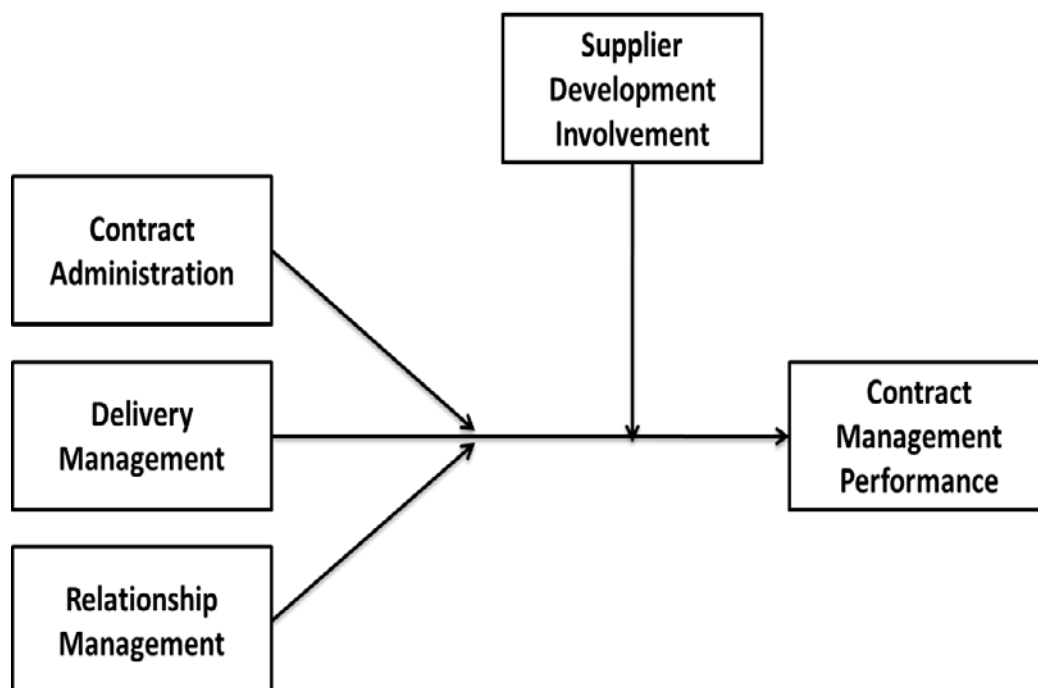 Supplier
Development
Involvement
Contract
Administration
Delivery
Management
Relationship
Management
Contract
Management
Performance